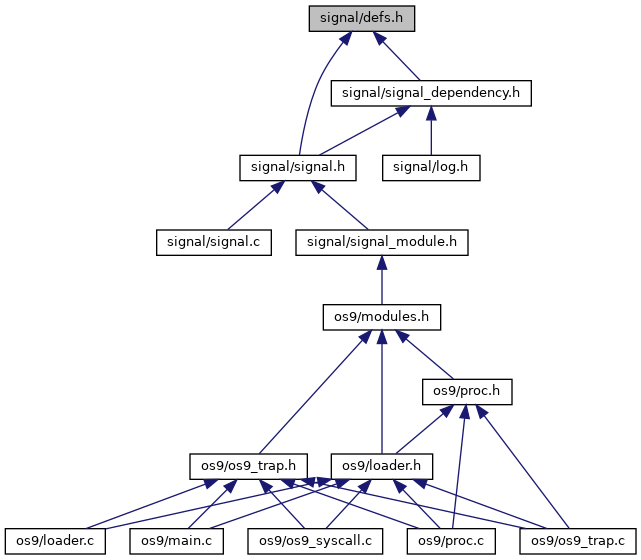 signal/defs.h
signal/signal_dependency.h
signal/signal.h
signal/log.h
signal/signal.c
signal/signal_module.h
os9/modules.h
os9/proc.h
os9/os9_trap.h
os9/loader.h
os9/loader.c
os9/main.c
os9/os9_syscall.c
os9/proc.c
os9/os9_trap.c